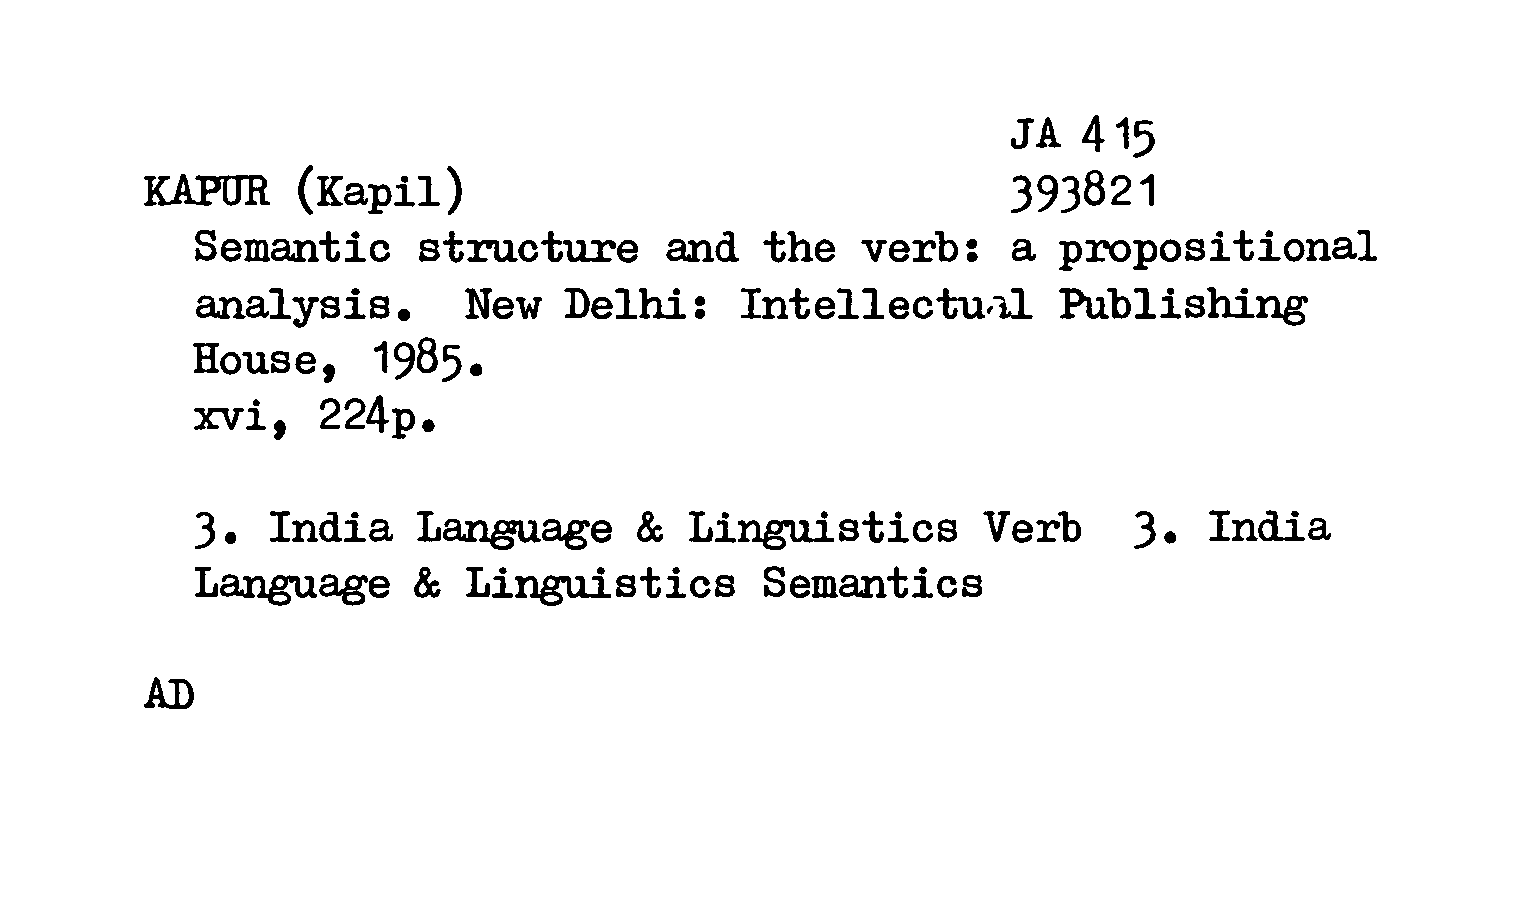 JA 415
KAPUR (Kapil) 393821
Semantic structure and the verb: a propositional
analysis. New Delhi: Intellectual Publishing
House, 1985.
xvi, 224p.
3. India Language & Linguistics Verb 3. India
Language & Linguistics Semantics
AD